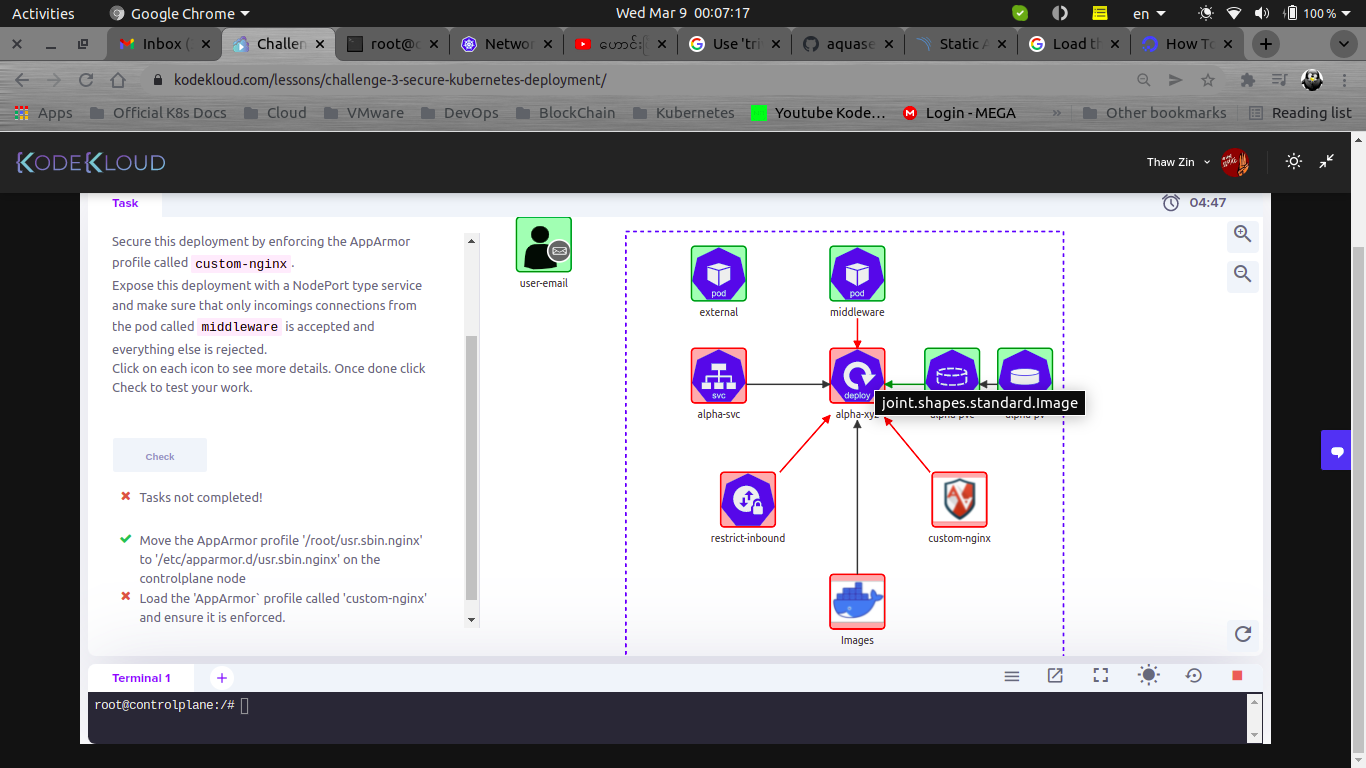 Activities
Google Chrome
Wed Mar 9 00:07:17
en
100 %
Inbox (
Challen
root@c
Networ
Use 'tri
aquase
Static A
Load th
How To
kodekloud.com/lessons/challenge-3-secure-kubernetes-deployment/
Apps
Official K8s Docs
Cloud
VMware
DevOps
BlockChain
Kubernetes
Youtube Kode...
Login - MEGA
»
Other bookmarks
Reading list
KODEKLOUD
Thaw Zin
Task
04:47
Secure this deployment by enforcing the AppArmor
profile called custom-nginx .
Expose this deployment with a NodePort type service
and make sure that only incomings connections from
the pod called middleware is accepted and
everything else is rejected.
Click on each icon to see more details. Once done click
Check to test your work.
Check
Tasks not completed!
Move the AppArmor profile '/root/usr.sbin.nginx'
to '/etc/apparmor.d/usr.sbin.nginx' on the
controlplane node
Load the 'AppArmor` profile called 'custom-nginx'
and ensure it is enforced.
user-email
pod
external
pod
middleware
svc
alpha-svc
deploy
alpha-xyz
joint.shapes.standard.Image
restrict-inbound
custom-nginx
Images
Terminal 1
+
root@controlplane:/#